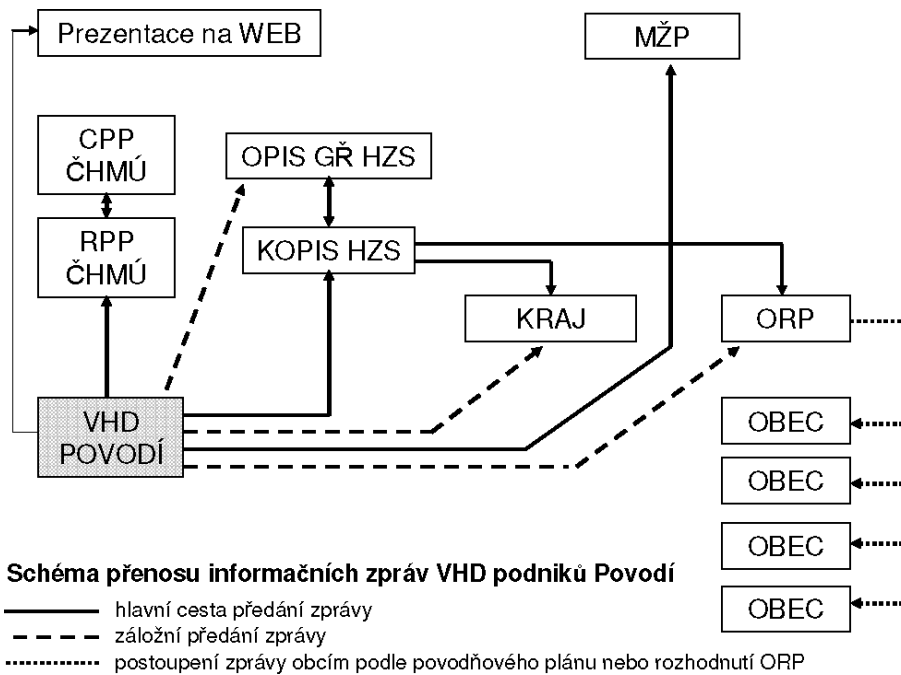 Prezentace na WEB
MŽP
CPP
ČHMÚ
OPIS GŘ HZS
RPP
ČHMÚ
KOPIS HZS
KRAJ
ORP
VHD
POVODÍ
OBEC
OBEC
OBEC
OBEC
Schéma přenosu informačních zpráv VHD podniků Povodí
hlavní cesta předání zprávy
záložní předání zprávy
postoupení zprávy obcím podle povodňového plánu nebo rozhodnutí ORP